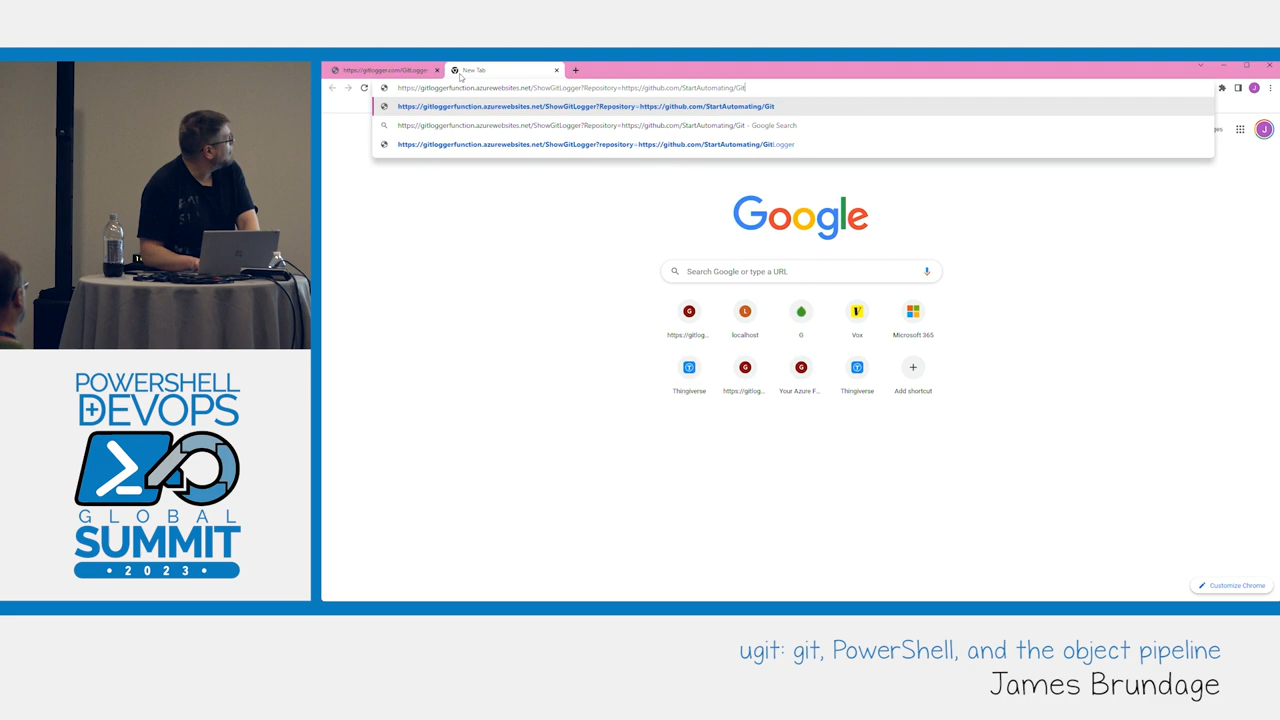 https://gitlogger.com/GitLogger
New Tab
https://gitloggerfunction.azurewebsites.net/ShowGitLogger?Repository=https://github.com/StartAutomating/Git
https://gitloggerfunction.azurewebsites.net/ShowGitLogger?Repository=https://github.com/StartAutomating/Git
https://gitloggerfunction.azurewebsites.net/ShowGitLogger?Repository=https://github.com/StartAutomating/Git - Google Search
https://gitloggerfunction.azurewebsites.net/ShowGitLogger?repository=https://github.com/StartAutomating/GitLogger
J
ges
J
Google
Search Google or type a URL
G
L
V
https://gitlog...
localhost
G
Vox
Microsoft 365
G
G
Thingiverse
https://gitlog...
Your Azure F...
Thingiverse
Add shortcut
Customize Chrome
POWERSHELL
+DEVOPS
GLOBAL
SUMMIT
• 2023 •
ugit: git, PowerShell, and the object pipeline
James Brundage